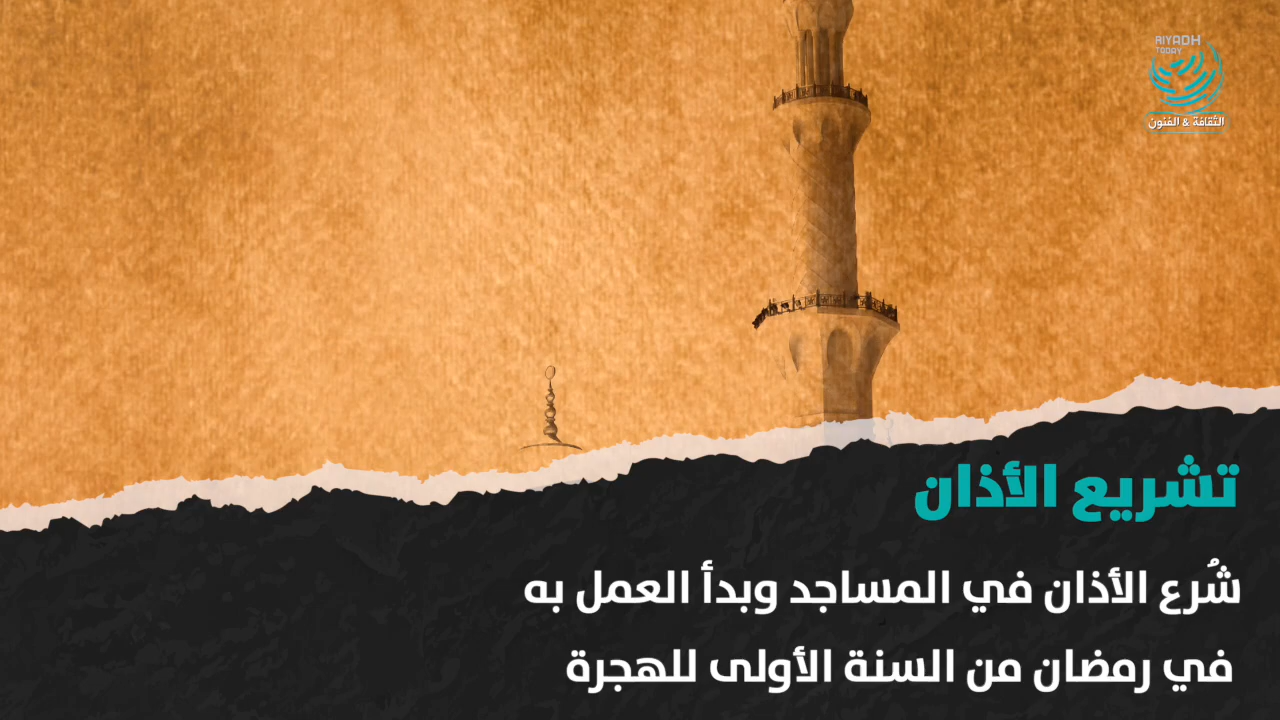 RIYADH
TODAY
الثقافة & الفنون
تشريع الأذان
شُرع الأذان في المساجد وبدأ العمل به
في رمضان من السنة الأولى للهجرة